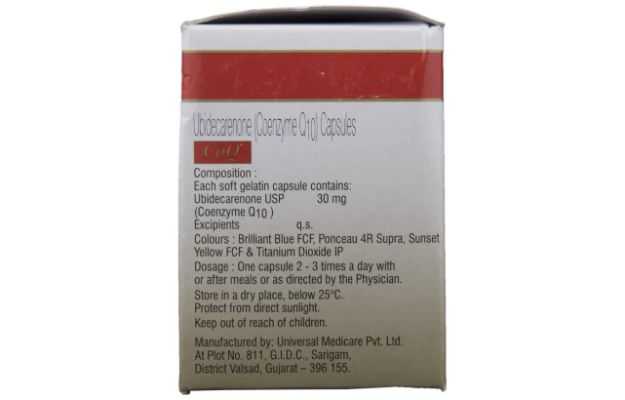 Ubidecarenone (Coenzyme Q10) Capsules
CoQ
Composition :
Each soft gelatin capsule contains:
Ubidecarenone USP 30 mg
(Coenzyme Q10 )
Excipients q.s.
Colours : Brilliant Blue FCF, Ponceau 4R Supra, Sunset
Yellow FCF & Titanium Dioxide IP
Dosage : One capsule 2 - 3 times a day with
or after meals or as directed by the Physician.
Store in a dry place, below 25°C.
Protect from direct sunlight.
Keep out of reach of children.
Manufactured by: Universal Medicare Pvt. Ltd.
At Plot No. 811, G.I.D.C., Sarigam,
District Valsad, Gujarat – 396 155.